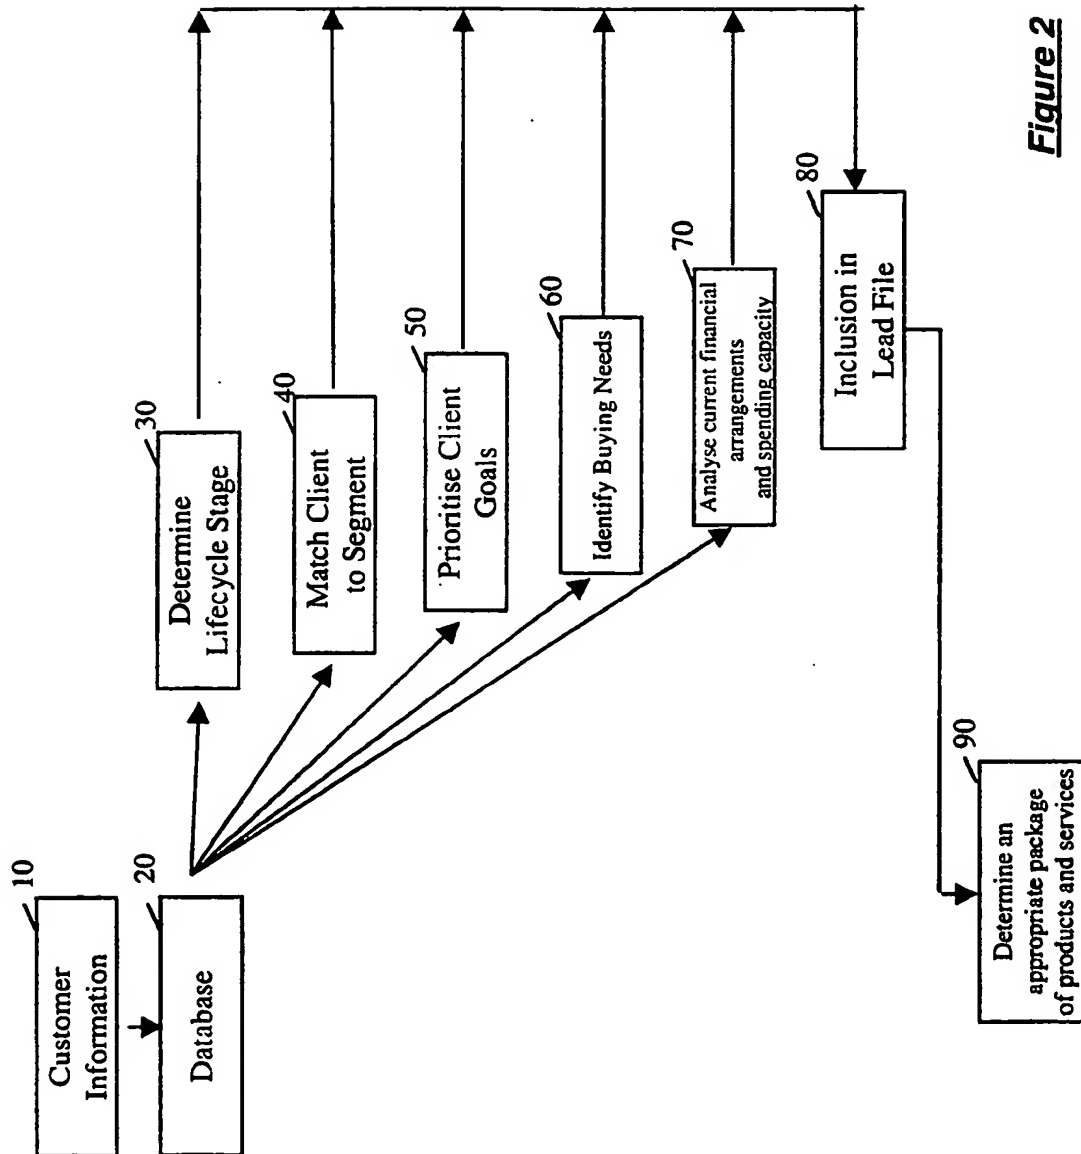 10
Customer
Information
20
Database
30
Determine
Lifecycle Stage
40
Match Client
to Segment
50
Prioritise Client
Goals
60
Identify Buying Needs
70
Analyse current financial
arrangements
and spending capacity
80
Inclusion in
Lead File
90
Determine an
appropriate package
of products and services
Figure 2